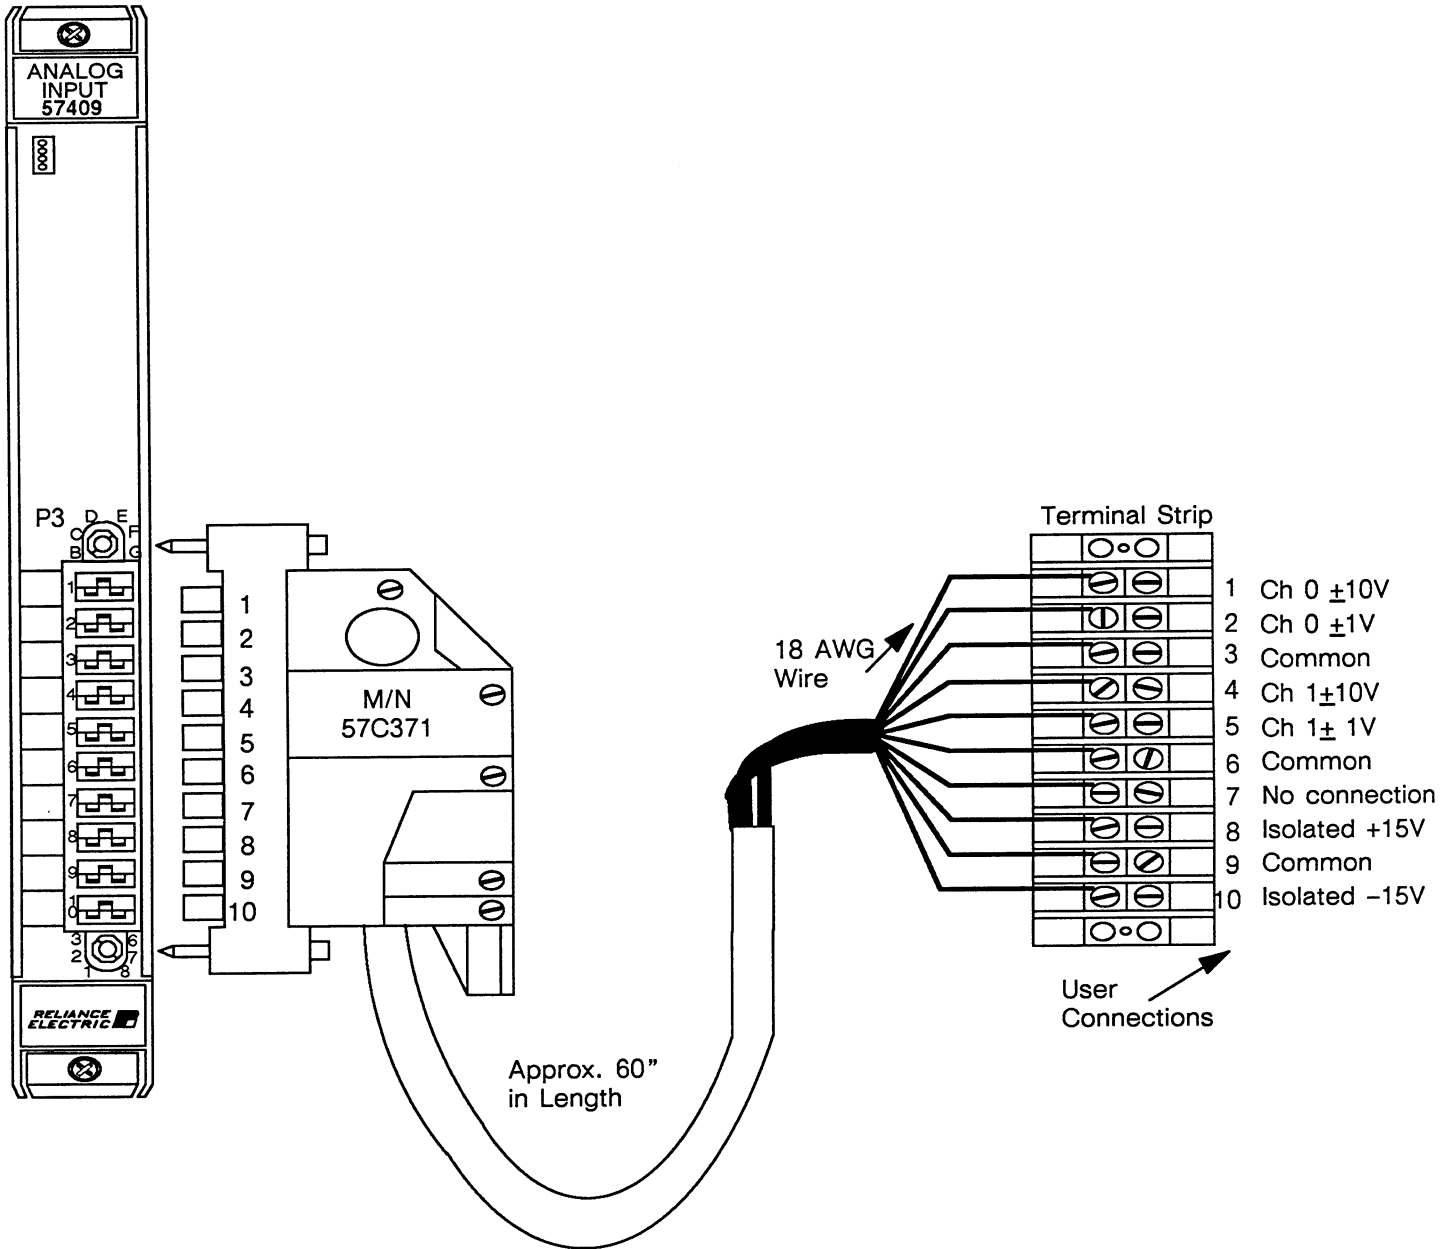 ANALOG
INPUT
57409
P3
B C D E F G
1
2
3
4
5
6
7
8
9
10
3 2 1 8 7 6
RELIANCE
ELECTRIC R
1
2
3
4
5
6
7
8
9
10
M/N
57C371
Approx. 60”
in Length
18 AWG
Wire
Terminal Strip
1 Ch 0 ±10V
2 Ch 0 ±1V
3 Common
4 Ch 1±10V
5 Ch 1± 1V
6 Common
7 No connection
8 Isolated +15V
9 Common
10 Isolated –15V
User
Connections